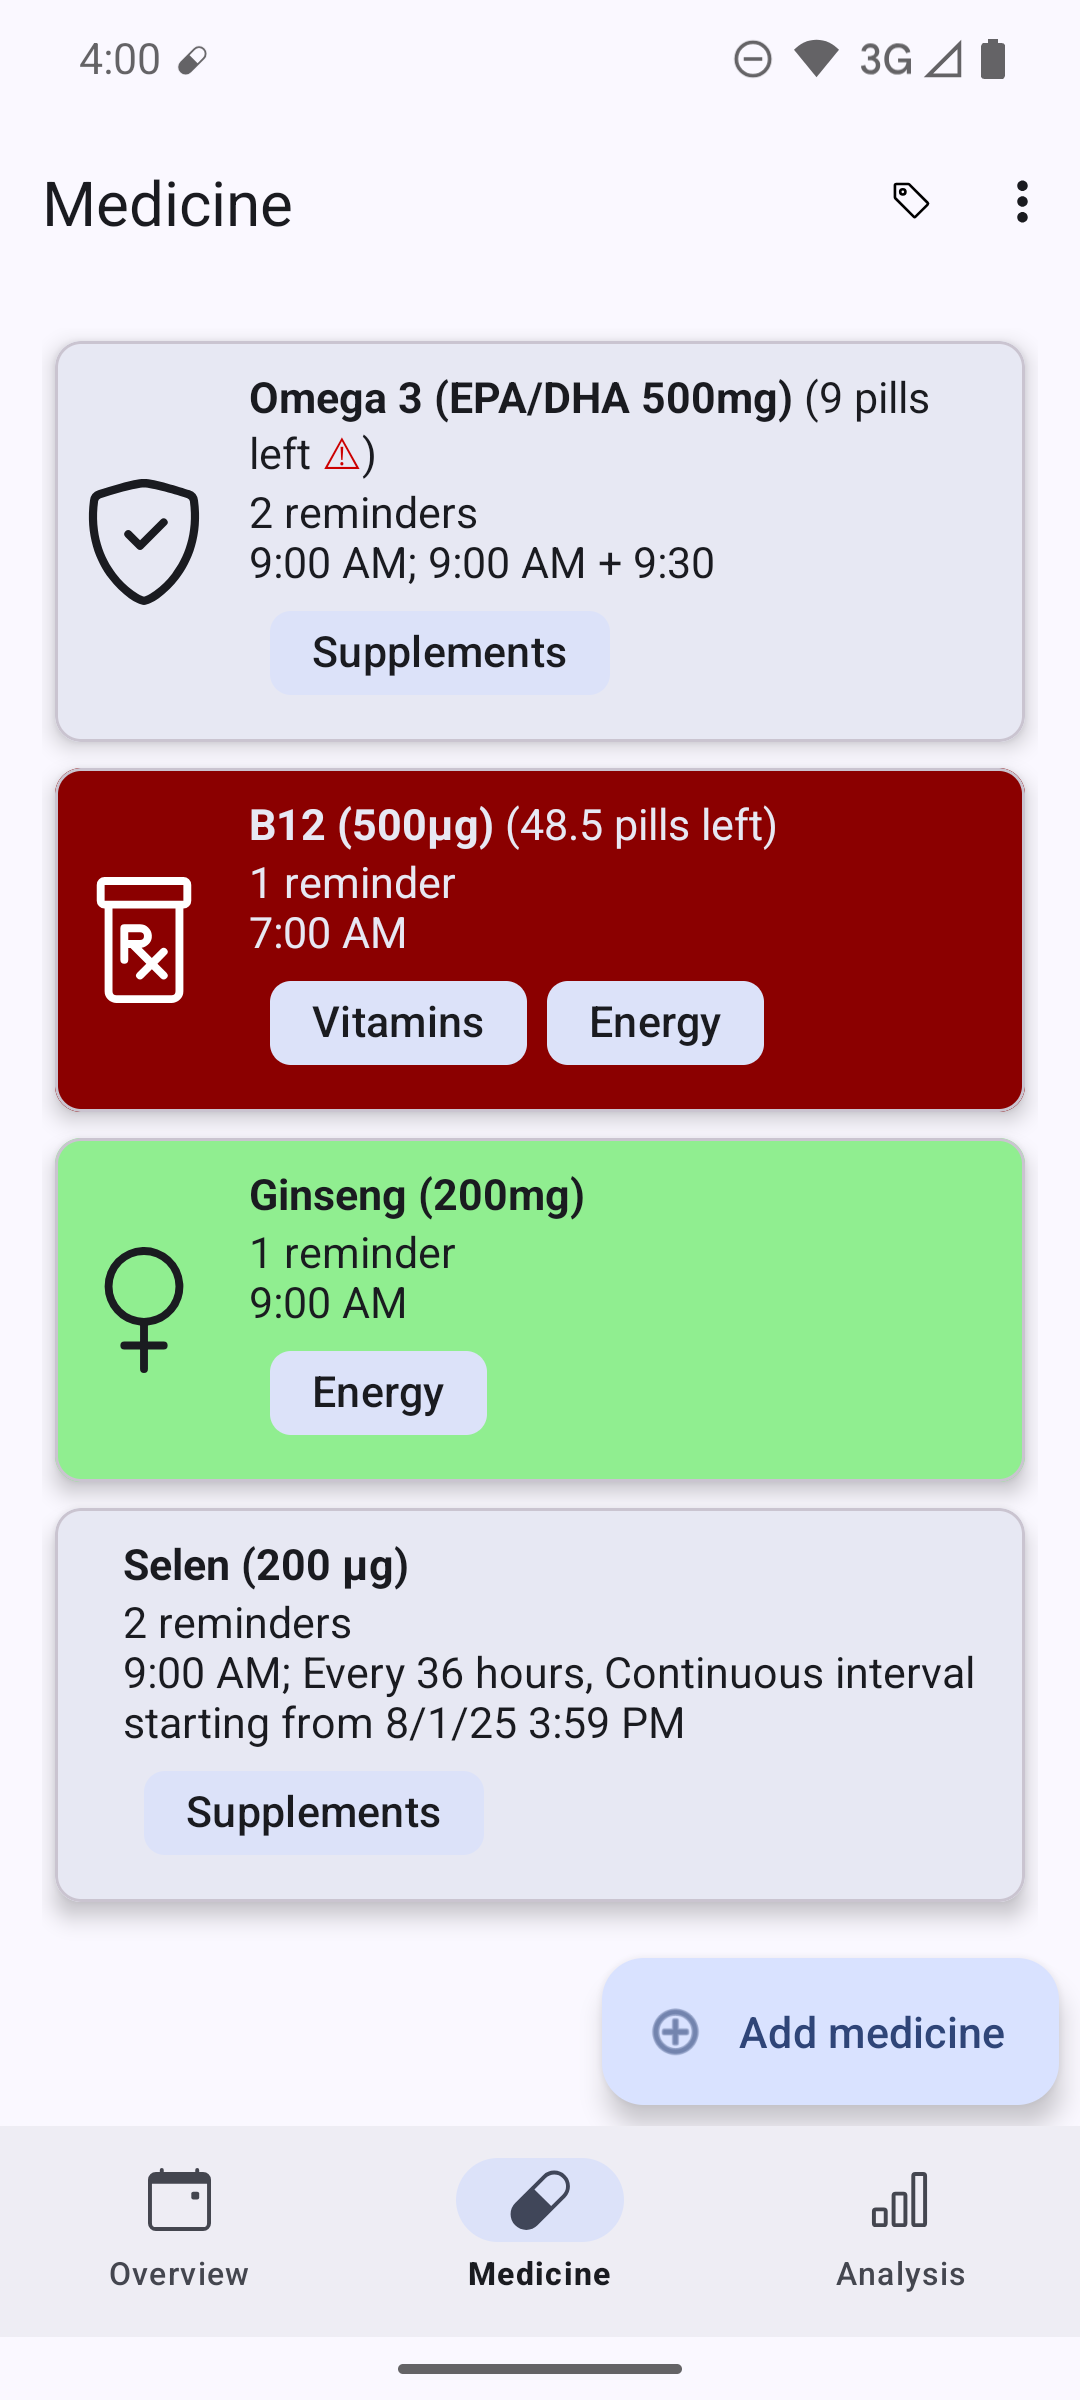 4:00
3G
Medicine
Omega 3 (EPA/DHA 500mg) (9 pills
left ⚠)
2 reminders
9:00 AM; 9:00 AM + 9:30
Supplements
B12 (500µg) (48.5 pills left)
1 reminder
7:00 AM
Vitamins Energy
Ginseng (200mg)
1 reminder
9:00 AM
Energy
Selen (200 µg)
2 reminders
9:00 AM; Every 36 hours, Continuous interval
starting from 8/1/25 3:59 PM
Supplements
Add medicine
Overview Medicine Analysis